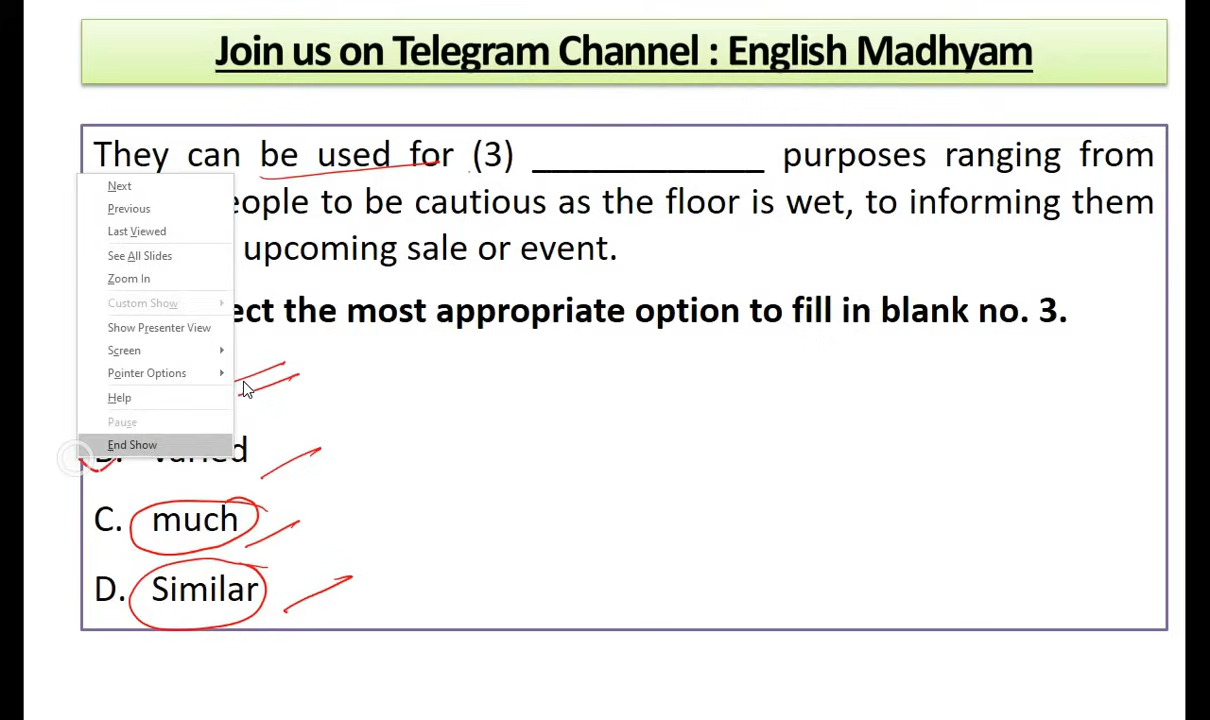 Join us on Telegram Channel : English Madhyam
They can be used for (3) ____________ purposes ranging from
eople to be cautious as the floor is wet, to informing them
upcoming sale or event.
ect the most appropriate option to fill in blank no. 3.
Next
Previous
Last Viewed
See All Slides
Zoom In
Custom Show
Show Presenter View
Screen
Pointer Options
Help
Pause
End Show
B. varied
C. much
D. Similar